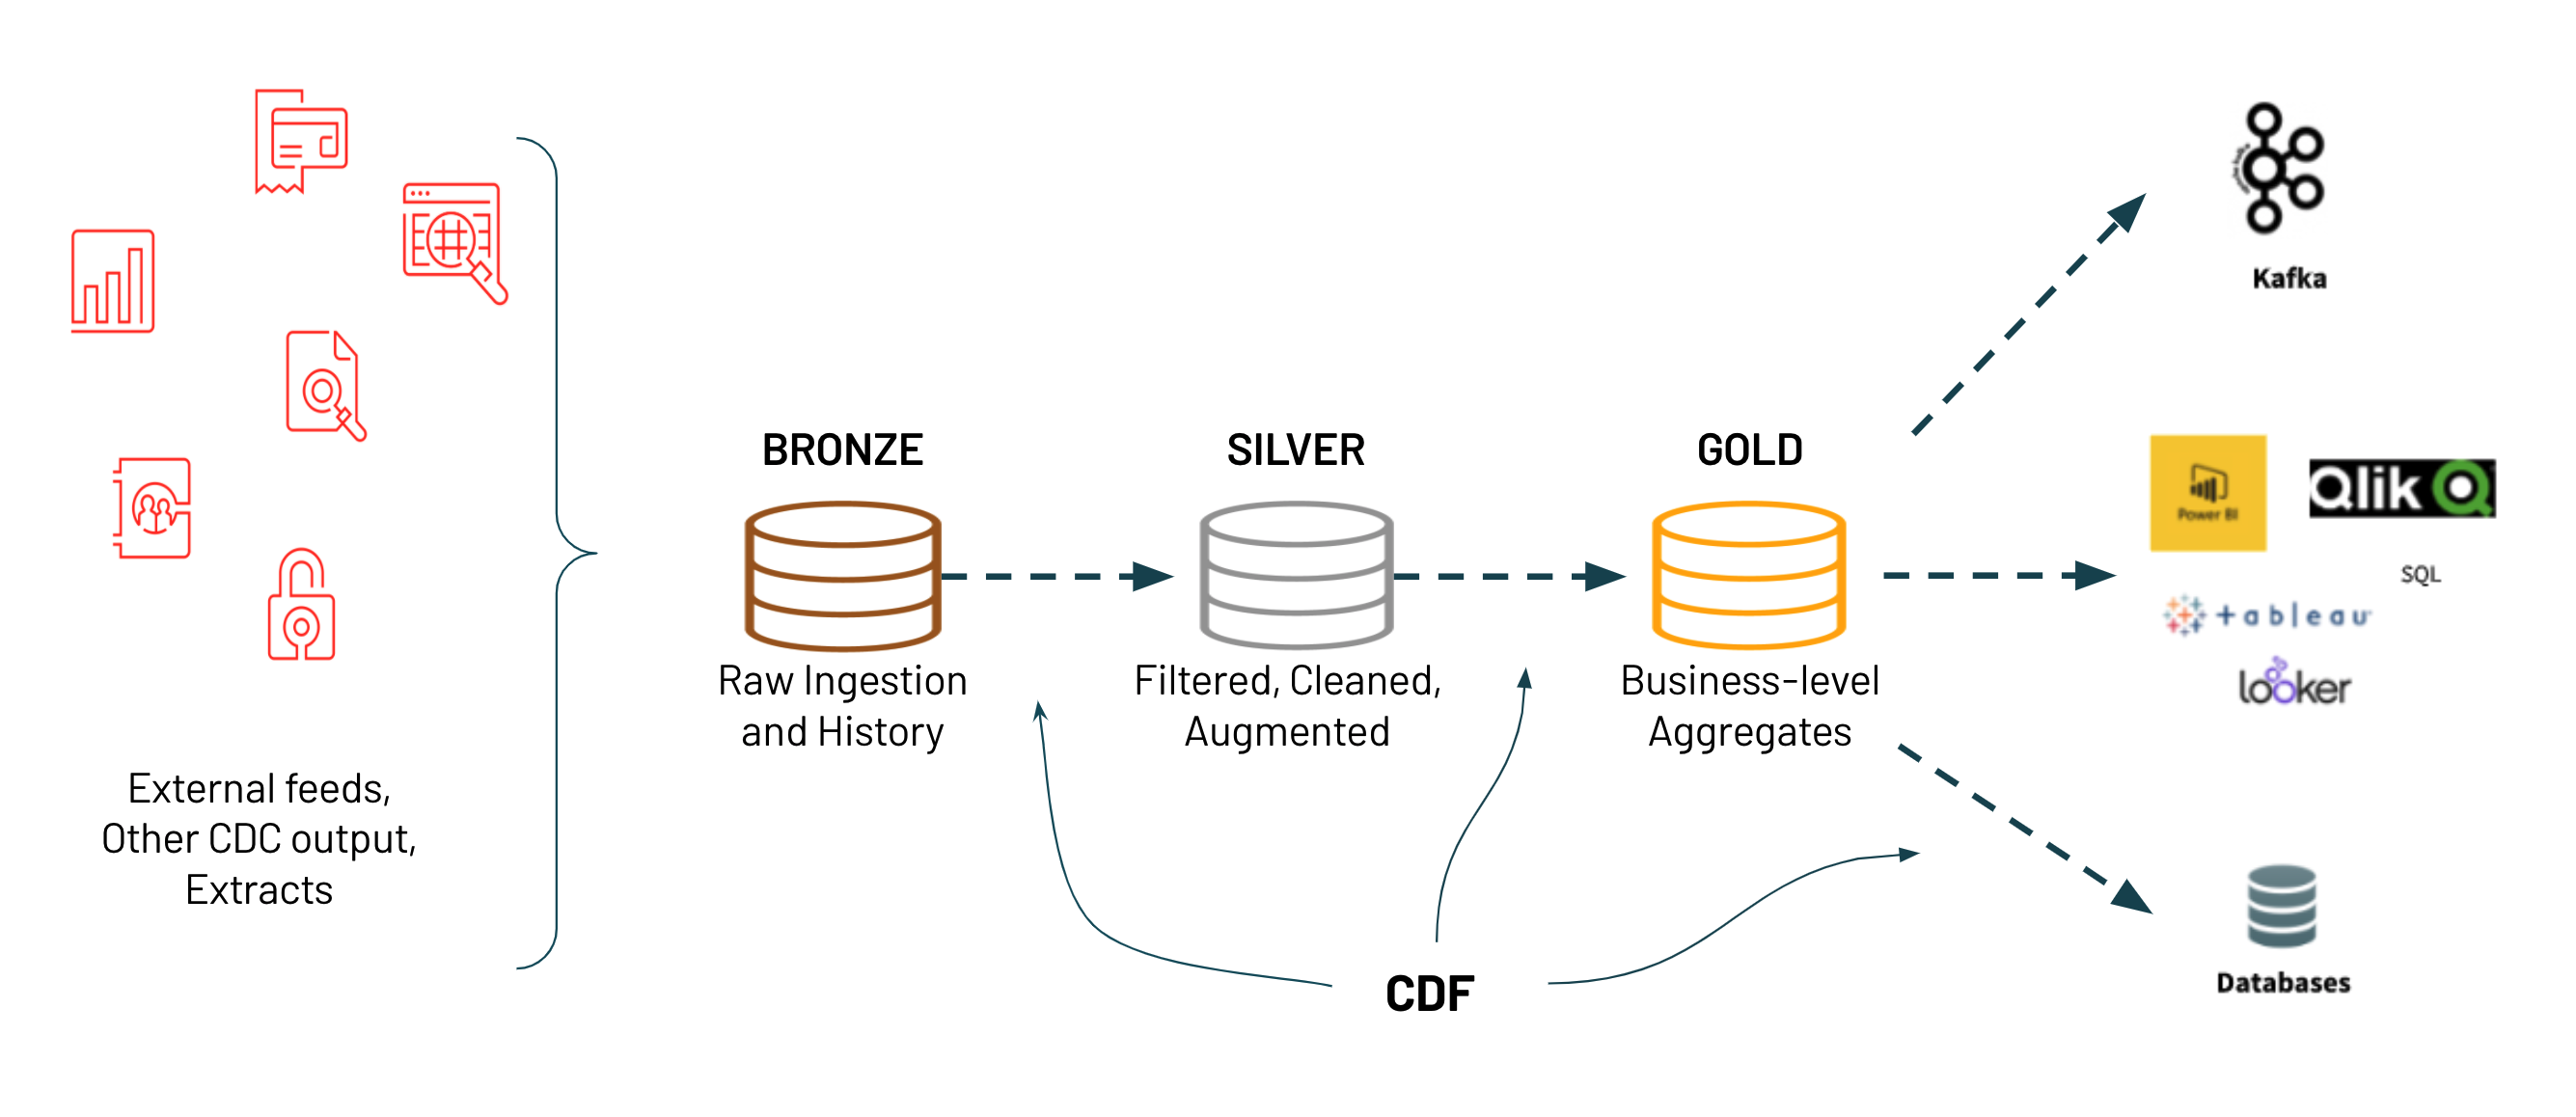 External feeds,
Other CDC output,
Extracts
BRONZE
Raw Ingestion
and History
SILVER
Filtered, Cleaned,
Augmented
GOLD
Business-level
Aggregates
CDF
Kafka
Power BI
Qlik
SQL
+ableau
looker
Databases